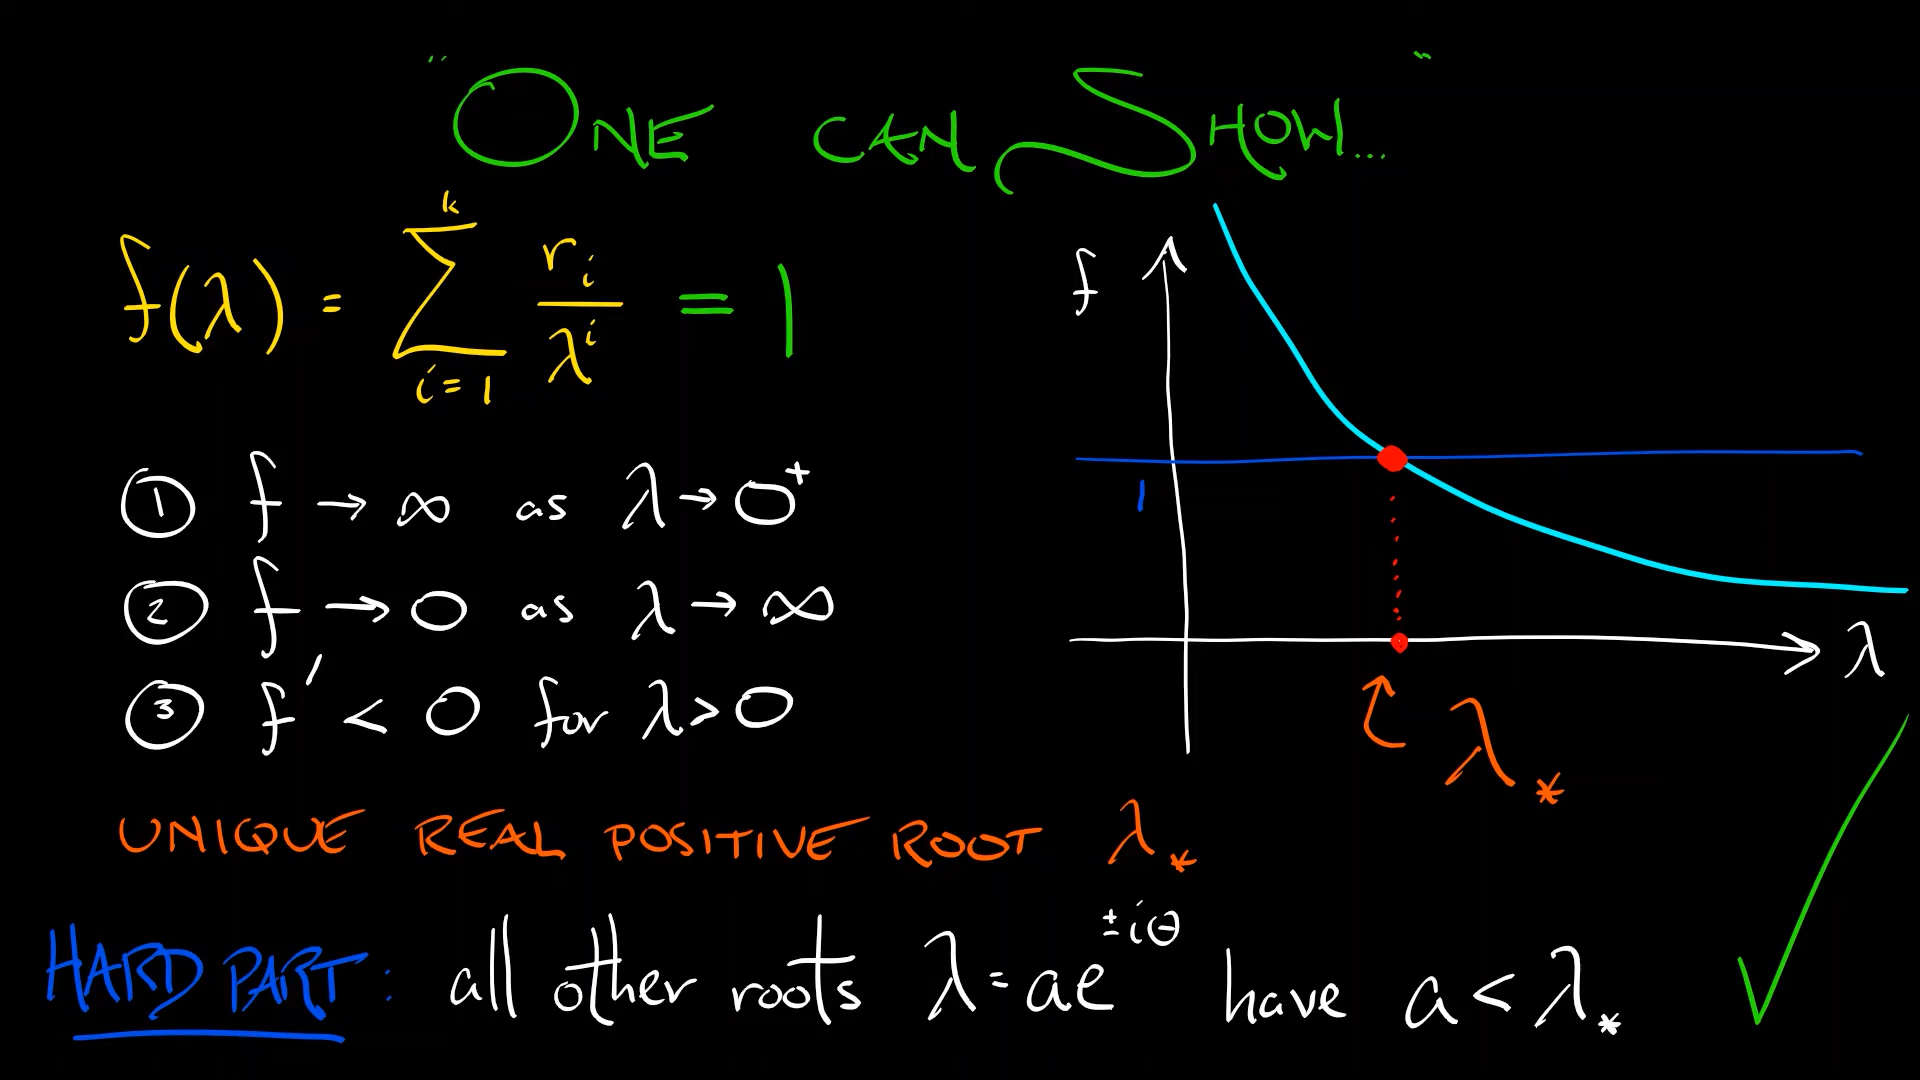 "ONE CAN SHOW..."
f(λ) = ∑_{i=1}^{k} r_i / λ^i = 1
① f → ∞ as λ → 0⁺
② f → 0 as λ → ∞
③ f′ < 0 for λ > 0
UNIQUE REAL POSITIVE ROOT λ_*
f
1
λ
λ_*
HARD PART: all other roots λ = ae^{±iθ} have a < λ_*